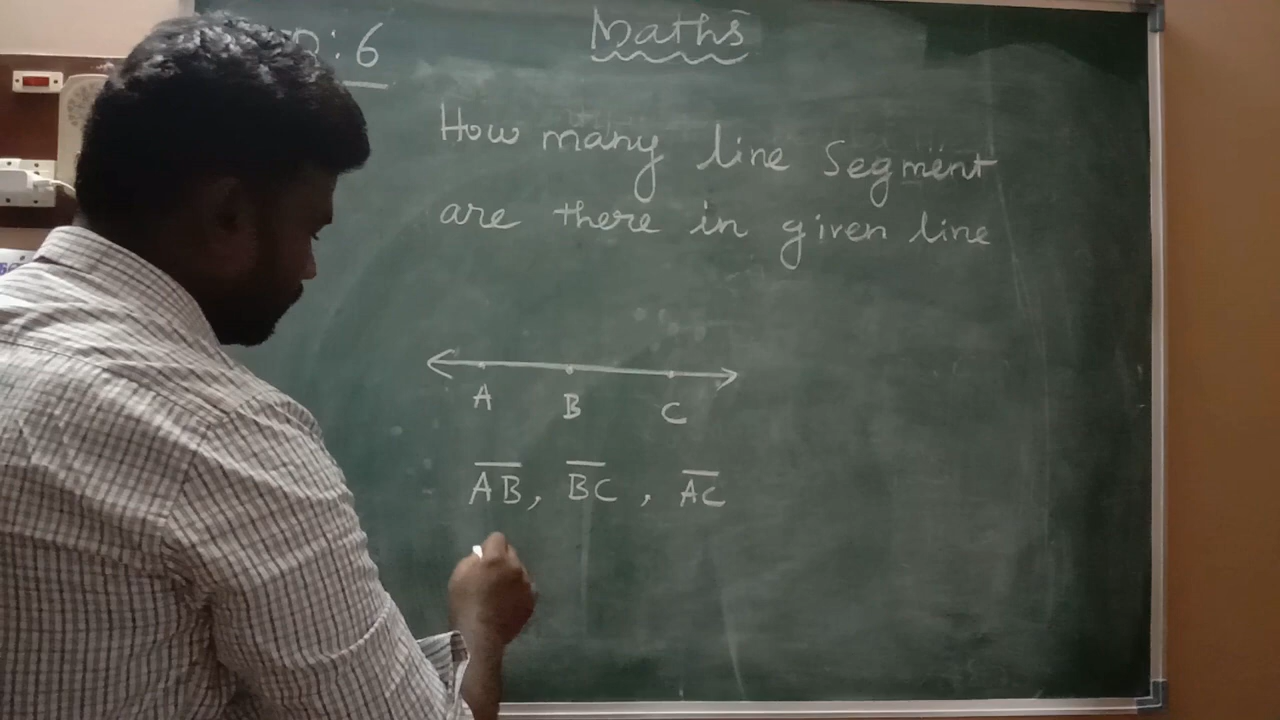 : 6
Maths
How many line Segment
are there in given line
A B C
AB, BC, AC